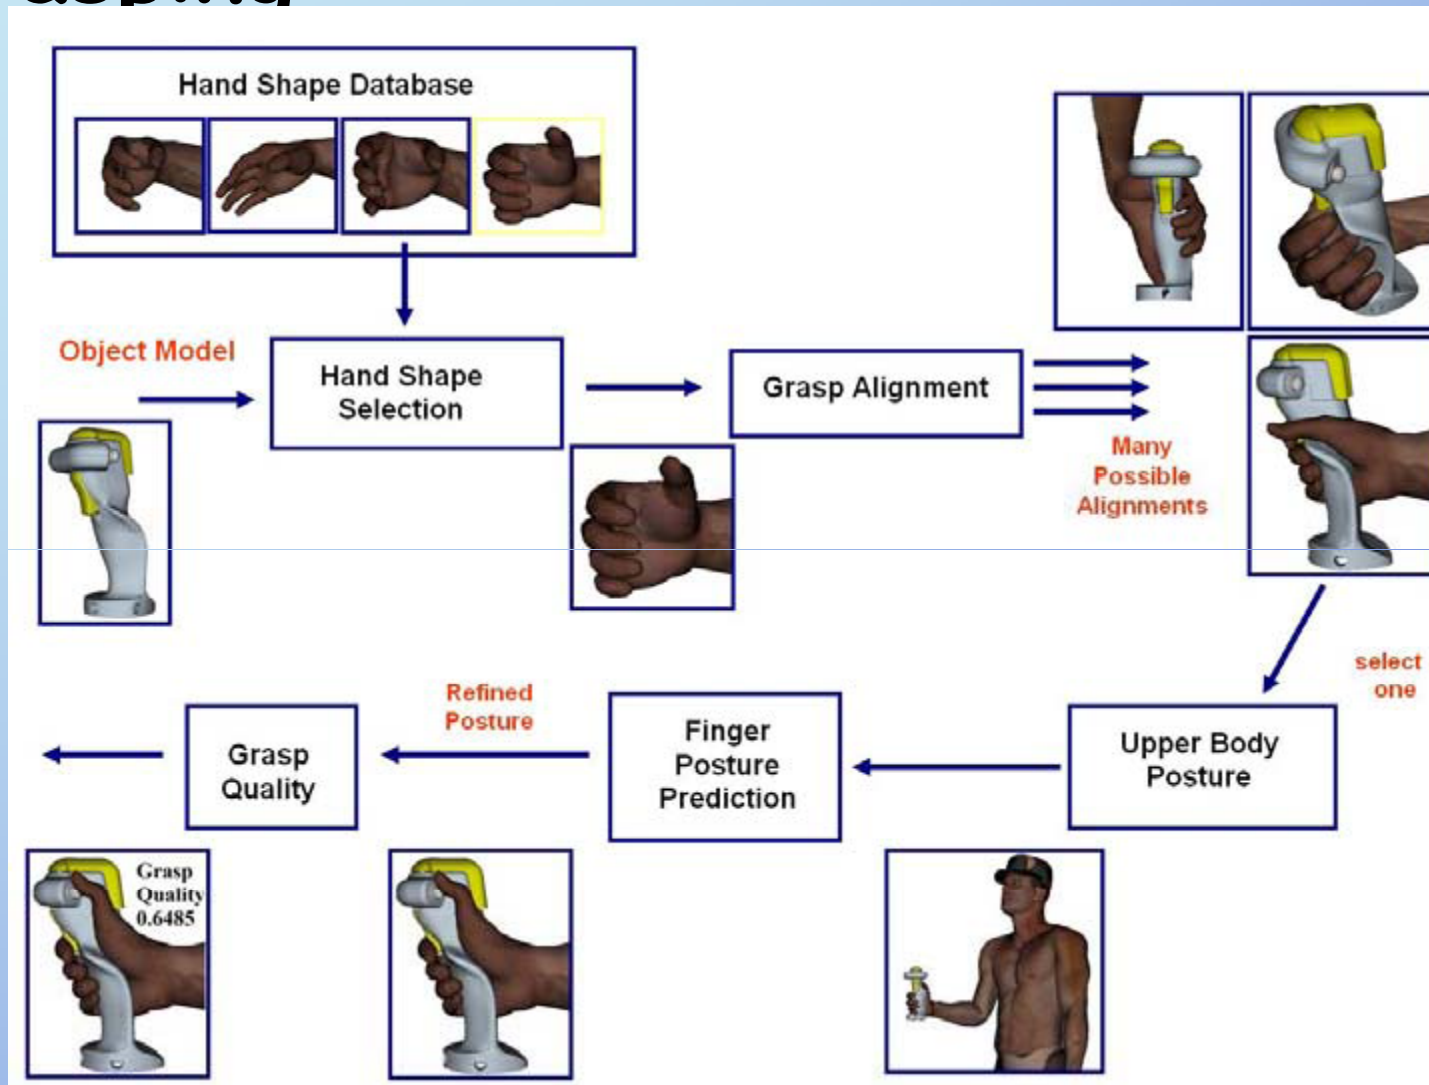 Hand Shape Database
Object Model
Hand Shape
Selection
Grasp Alignment
Many
Possible
Alignments
select
one
Upper Body
Posture
Finger
Posture
Prediction
Refined
Posture
Grasp
Quality
Grasp
Quality
0.6485